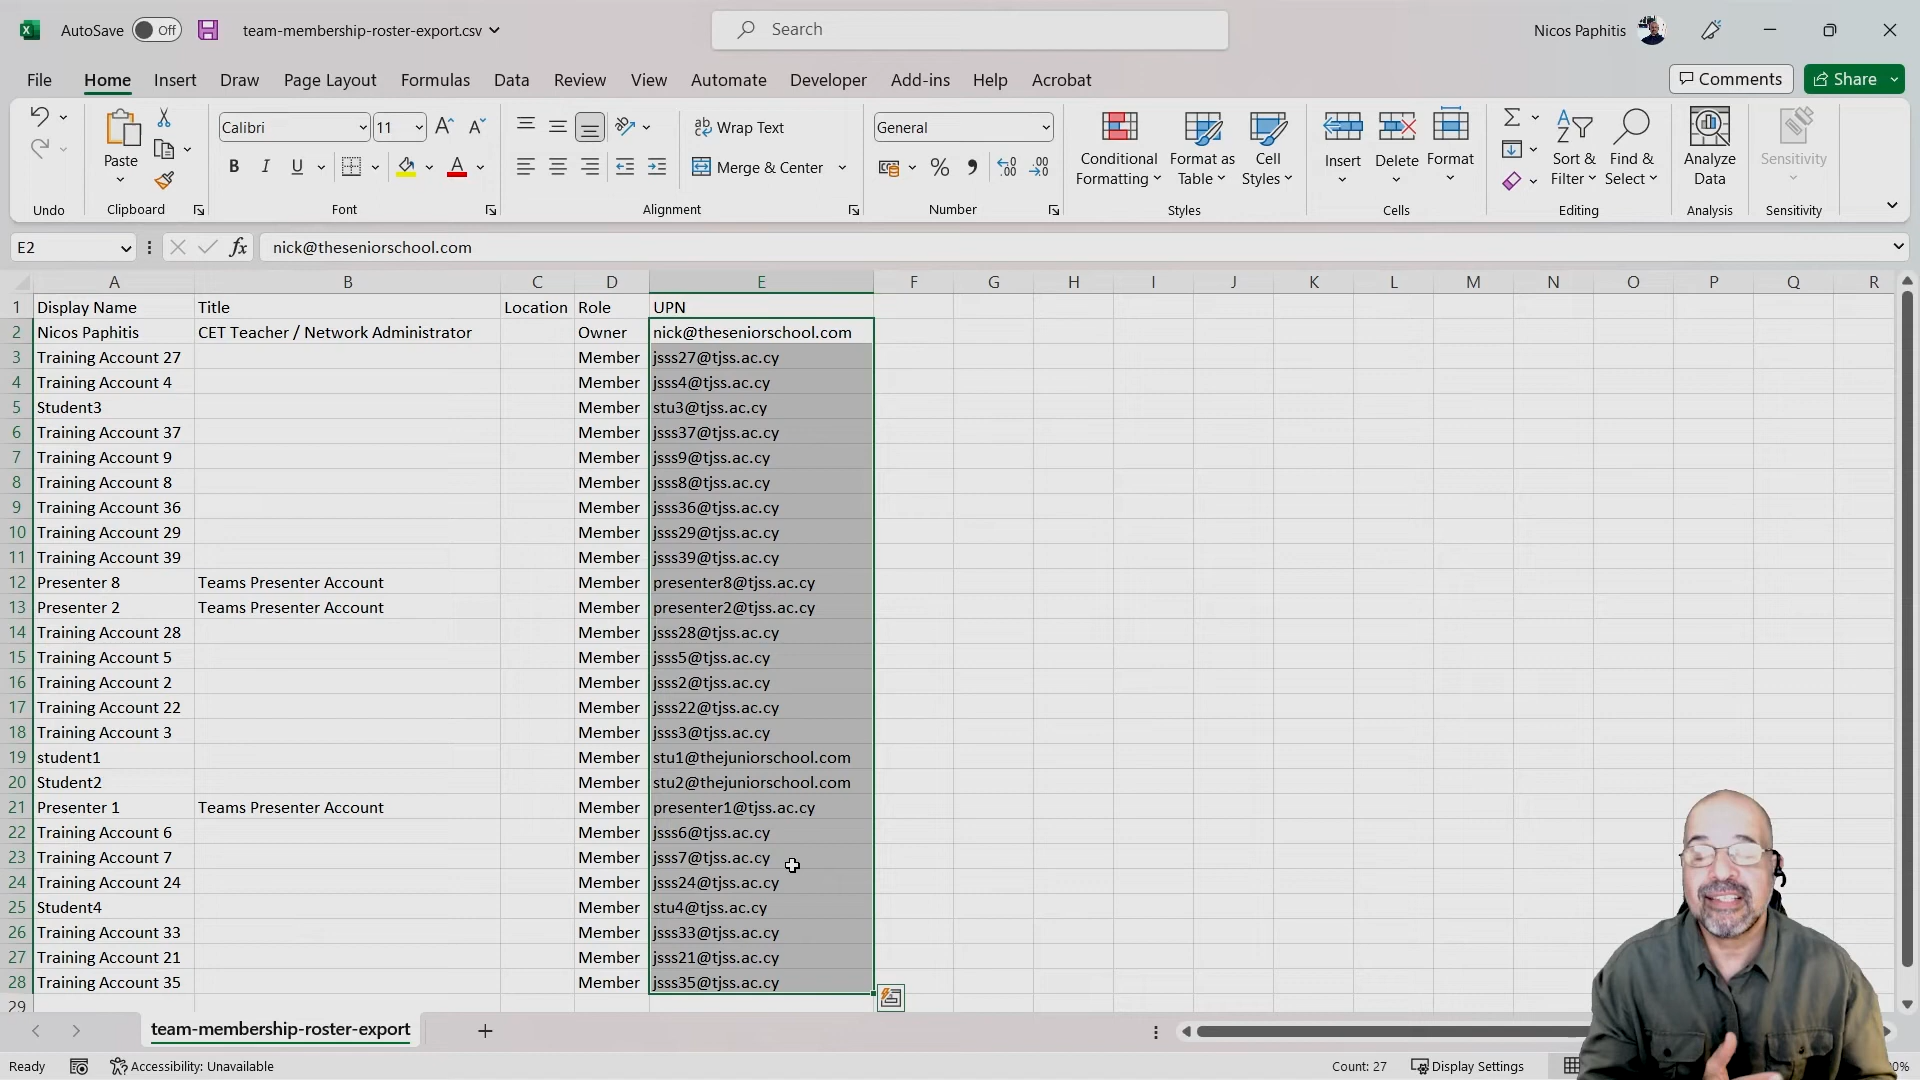 AutoSave Off team-membership-roster-export.csv Search Nicos Paphitis
File Home Insert Draw Page Layout Formulas Data Review View Automate Developer Add-ins Help Acrobat Comments Share
Calibri 11 Wrap Text General
Paste Merge & Center Conditional Formatting Format as Table Cell Styles Insert Delete Format Sort & Filter Find & Select Analyze Data Sensitivity
B I U A %
Undo Clipboard Font Alignment Number Styles Cells Editing Analysis Sensitivity
E2 fx nick@theseniorschool.com
A B C D E F G H I J K L M N O P Q R
1 Display Name Title Location Role UPN
2 Nicos Paphitis CET Teacher / Network Administrator Owner nick@theseniorschool.com
3 Training Account 27 Member jsss27@tjss.ac.cy
4 Training Account 4 Member jsss4@tjss.ac.cy
5 Student3 Member stu3@tjss.ac.cy
6 Training Account 37 Member jsss37@tjss.ac.cy
7 Training Account 9 Member jsss9@tjss.ac.cy
8 Training Account 8 Member jsss8@tjss.ac.cy
9 Training Account 36 Member jsss36@tjss.ac.cy
10 Training Account 29 Member jsss29@tjss.ac.cy
11 Training Account 39 Member jsss39@tjss.ac.cy
12 Presenter 8 Teams Presenter Account Member presenter8@tjss.ac.cy
13 Presenter 2 Teams Presenter Account Member presenter2@tjss.ac.cy
14 Training Account 28 Member jsss28@tjss.ac.cy
15 Training Account 5 Member jsss5@tjss.ac.cy
16 Training Account 2 Member jsss2@tjss.ac.cy
17 Training Account 22 Member jsss22@tjss.ac.cy
18 Training Account 3 Member jsss3@tjss.ac.cy
19 student1 Member stu1@thejuniorschool.com
20 Student2 Member stu2@thejuniorschool.com
21 Presenter 1 Teams Presenter Account Member presenter1@tjss.ac.cy
22 Training Account 6 Member jsss6@tjss.ac.cy
23 Training Account 7 Member jsss7@tjss.ac.cy
24 Training Account 24 Member jsss24@tjss.ac.cy
25 Student4 Member stu4@tjss.ac.cy
26 Training Account 33 Member jsss33@tjss.ac.cy
27 Training Account 21 Member jsss21@tjss.ac.cy
28 Training Account 35 Member jsss35@tjss.ac.cy
29
team-membership-roster-export
Ready Accessibility: Unavailable Count: 27 Display Settings